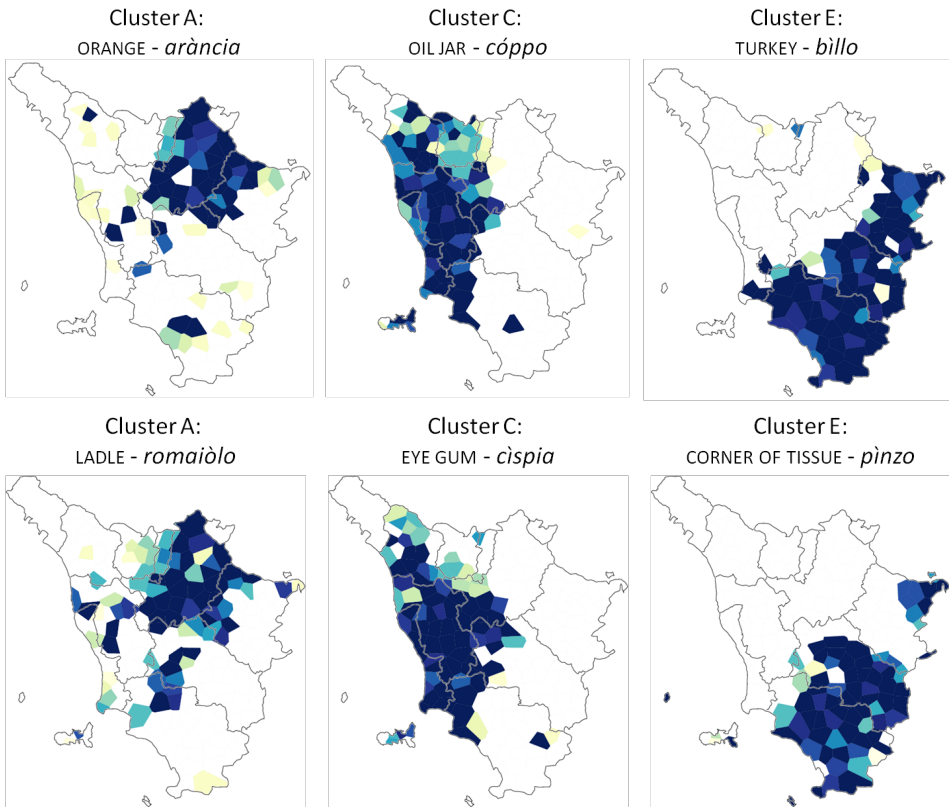 Cluster A:
ORANGE - arància
Cluster C:
OIL JAR - cóppo
Cluster E:
TURKEY - bìllo
Cluster A:
LADLE - romaiòlo
Cluster C:
EYE GUM - cìspia
Cluster E:
CORNER OF TISSUE - pìnzo